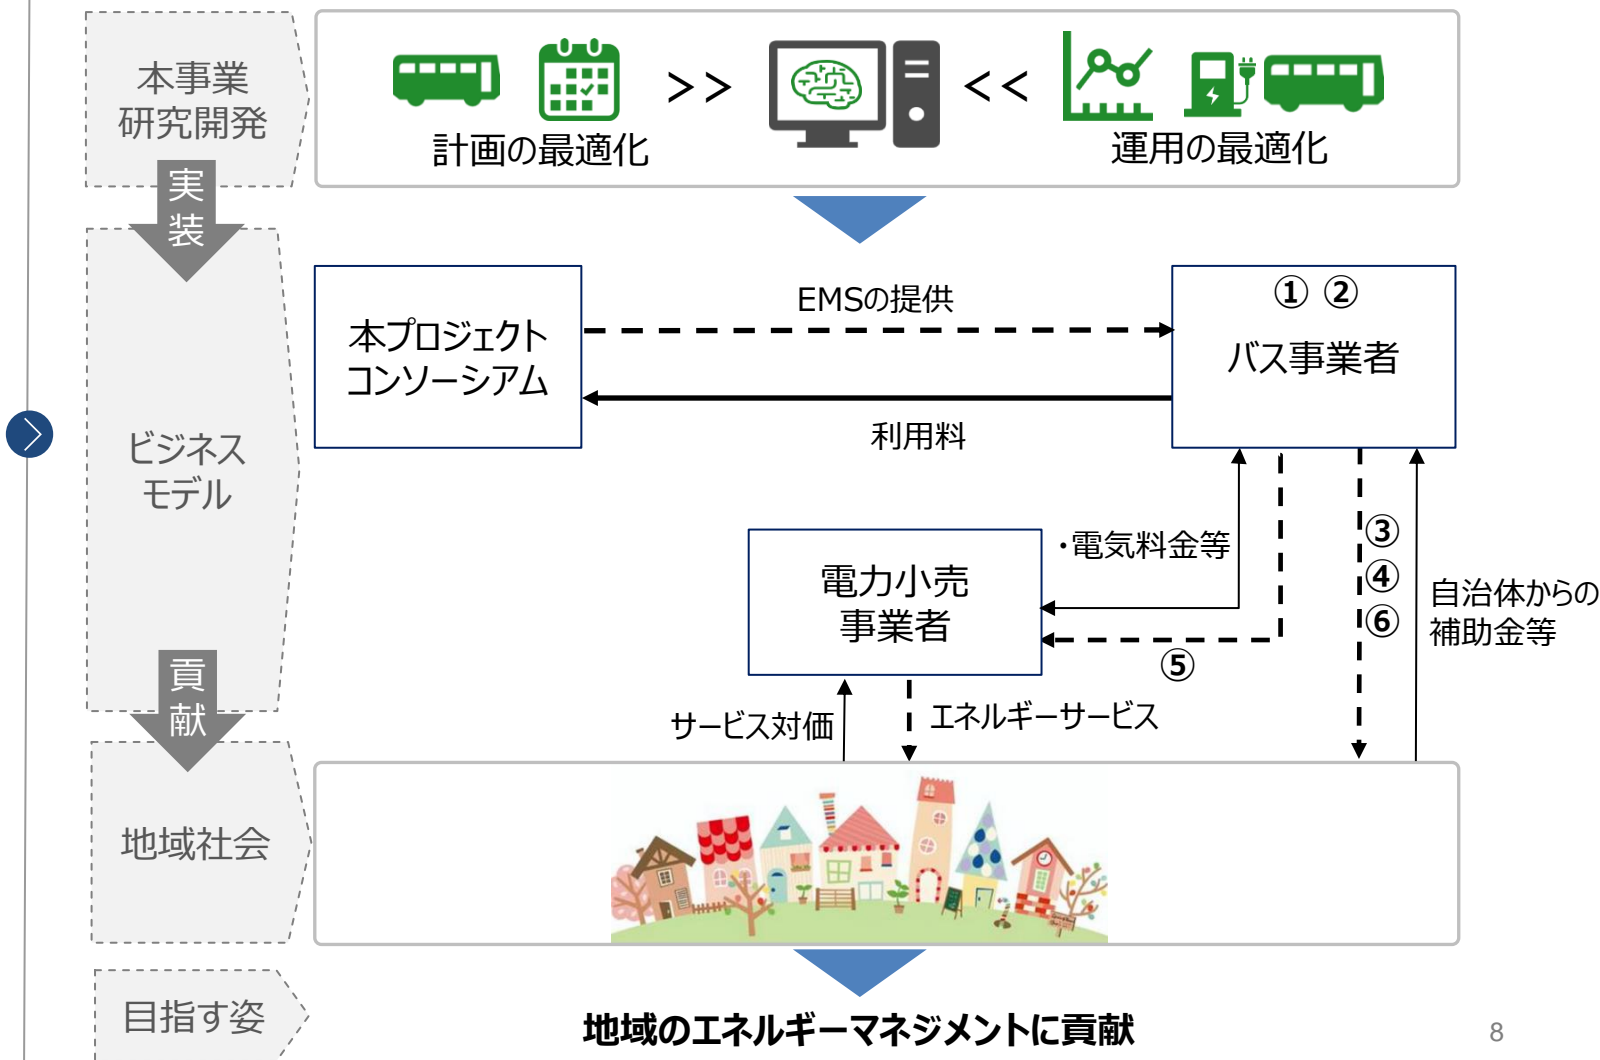 本事業
研究開発
計画の最適化
>>
<<
運用の最適化
実
装
本プロジェクト
コンソーシアム
EMSの提供
利用料
① ②
バス事業者
ビジネス
モデル
・電気料金等
電力小売
事業者
③
④
⑥
自治体からの
補助金等
⑤
貢
献
サービス対価
エネルギーサービス
地域社会
目指す姿
地域のエネルギーマネジメントに貢献
8